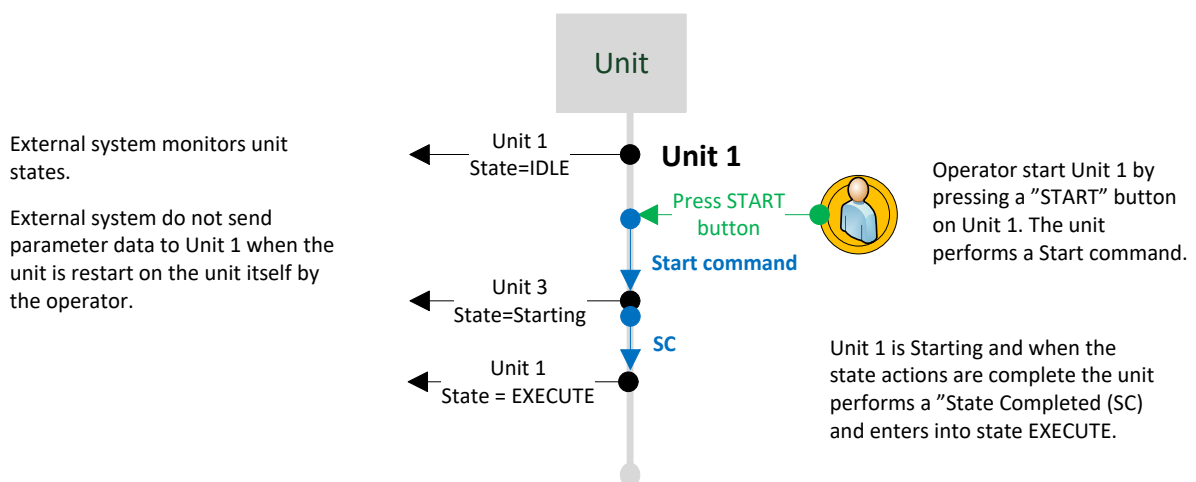 Unit
External system monitors unit
states.
External system do not send
parameter data to Unit 1 when the
unit is restart on the unit itself by
the operator.
Unit 1
State=IDLE
Unit 1
Press START
button
Operator start Unit 1 by
pressing a ”START” button
on Unit 1. The unit
performs a Start command.
Start command
Unit 3
State=Starting
SC
Unit 1
State = EXECUTE
Unit 1 is Starting and when the
state actions are complete the unit
performs a ”State Completed (SC)
and enters into state EXECUTE.